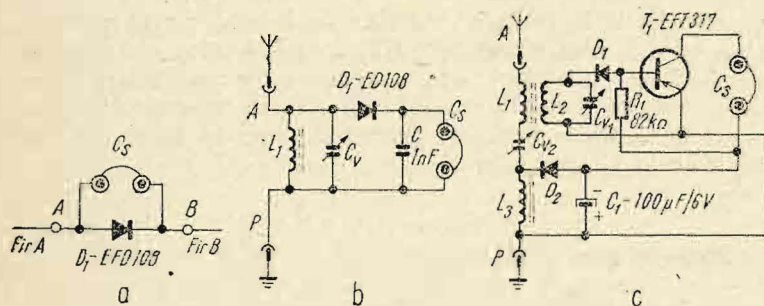 Cs
A
B
Fir A
D1-EFD108
Fir B
a
A
D1-ED108
L1
Cv
C
1nF
Cs
P
b
T1-EFT317
A
D1
L1
L2
Cv1
R1
82kΩ
Cs
Cv2
D2
L3
C1-100µF/6V
−
+
P
c